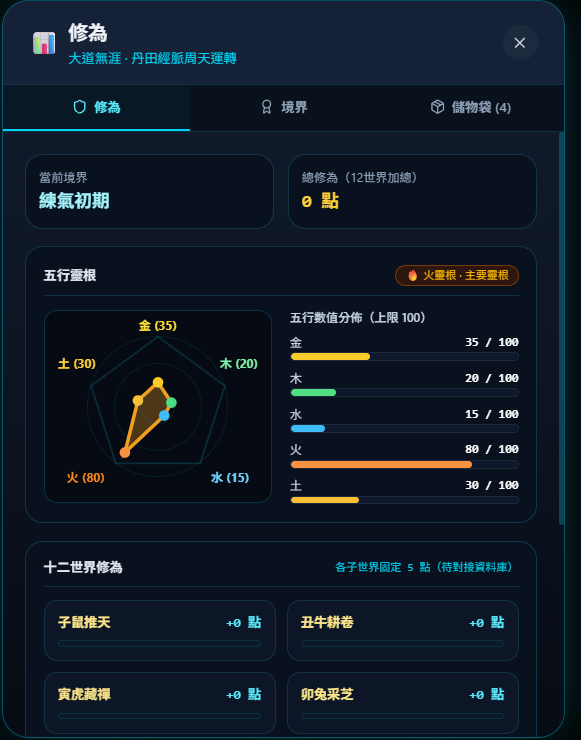 修為
大道無涯 · 丹田經脈周天運轉
修為
境界
儲物袋 (4)
當前境界
練氣初期
總修為（12世界加總）
0 點
五行靈根
火靈根 · 主要靈根
金 (35)
木 (20)
水 (15)
火 (80)
土 (30)
五行數值分佈（上限 100）
金 35 / 100
木 20 / 100
水 15 / 100
火 80 / 100
土 30 / 100
十二世界修為
各子世界固定 5 點（待對接資料庫）
子鼠推天 +0 點
丑牛耕卷 +0 點
寅虎藏禪 +0 點
卯兔采芝 +0 點